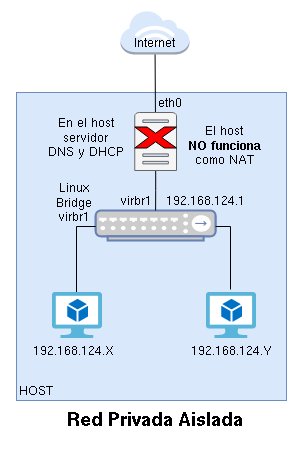 Internet
eth0
En el host
servidor
DNS y DHCP
El host
NO funciona
como NAT
Linux
Bridge
virbr1
virbr1
192.168.124.1
192.168.124.X
192.168.124.Y
HOST
Red Privada Aislada